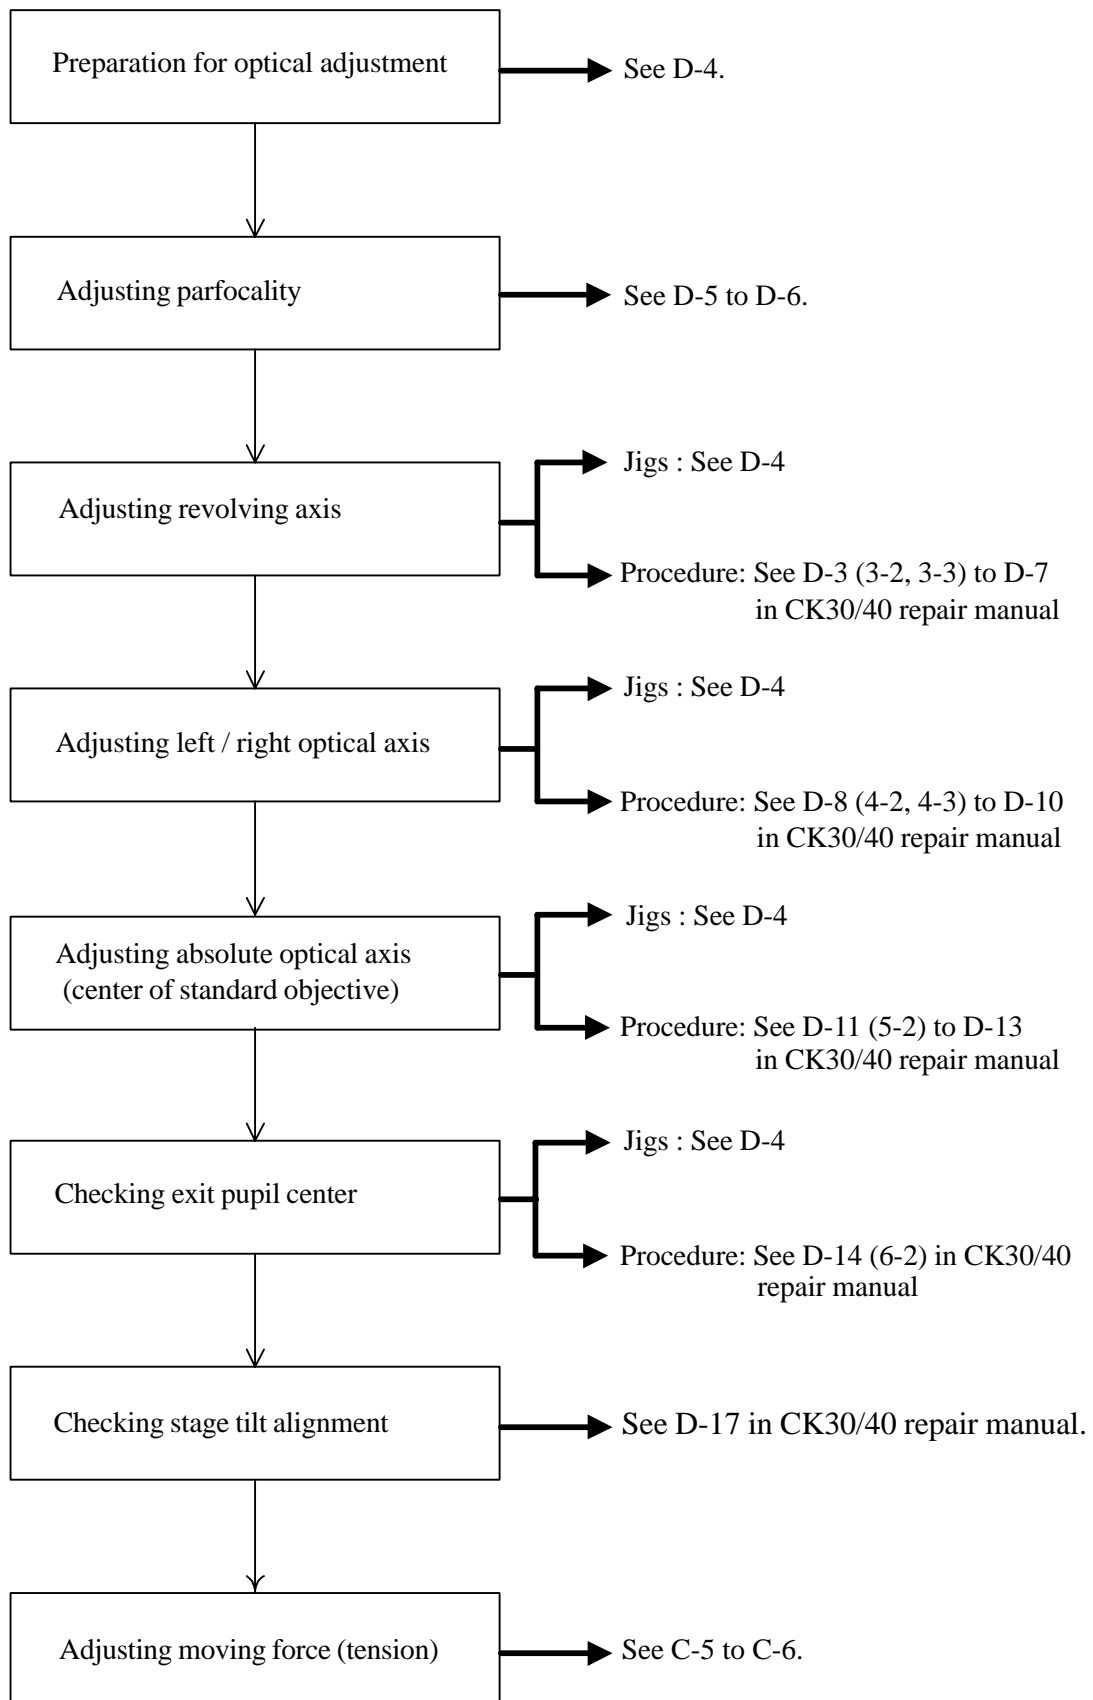 Preparation for optical adjustment
See D-4.
Adjusting parfocality
See D-5 to D-6.
Adjusting revolving axis
Jigs : See D-4
Procedure: See D-3 (3-2, 3-3) to D-7
in CK30/40 repair manual
Adjusting left / right optical axis
Jigs : See D-4
Procedure: See D-8 (4-2, 4-3) to D-10
in CK30/40 repair manual
Adjusting absolute optical axis
(center of standard objective)
Jigs : See D-4
Procedure: See D-11 (5-2) to D-13
in CK30/40 repair manual
Checking exit pupil center
Jigs : See D-4
Procedure: See D-14 (6-2) in CK30/40
repair manual
Checking stage tilt alignment
See D-17 in CK30/40 repair manual.
Adjusting moving force (tension)
See C-5 to C-6.